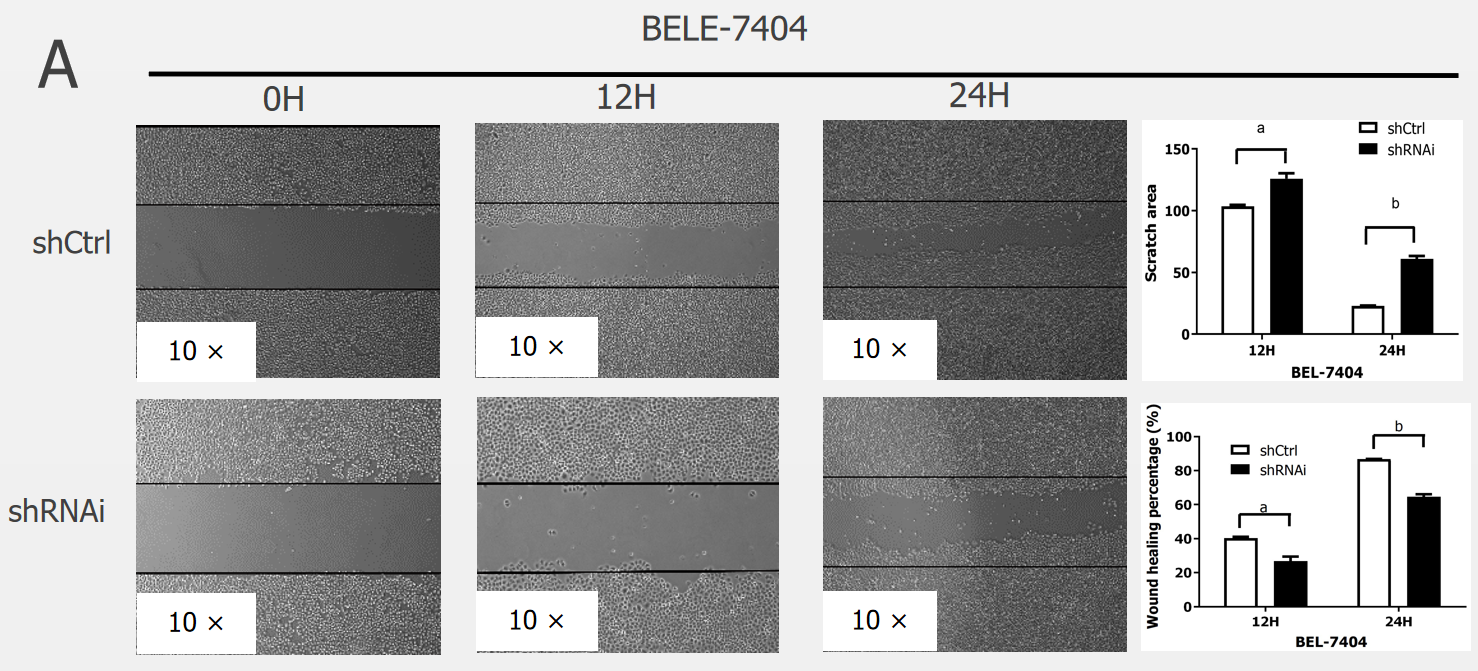 BELE-7404
A
0H 12H 24H
shCtrl
10 ×
10 ×
10 ×
a
shCtrl
shRNAi
150
100
50
0
b
Scratch area
12H 24H
BEL-7404
shRNAi
10 ×
10 ×
10 ×
Wound healing percentage (%)
100
80
60
40
20
0
shCtrl
shRNAi
a
b
12H 24H
BEL-7404